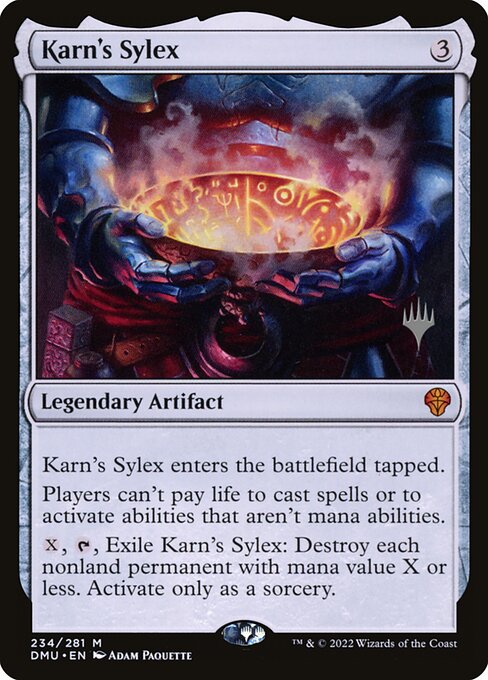 Karn's Sylex 3
Legendary Artifact
Karn's Sylex enters the battlefield tapped.
Players can't pay life to cast spells or to
activate abilities that aren't mana abilities.
X, , Exile Karn's Sylex: Destroy each
nonland permanent with mana value X or
less. Activate only as a sorcery.
234/281 M
DMU • EN Adam Paquette
™ & © 2022 Wizards of the Coast